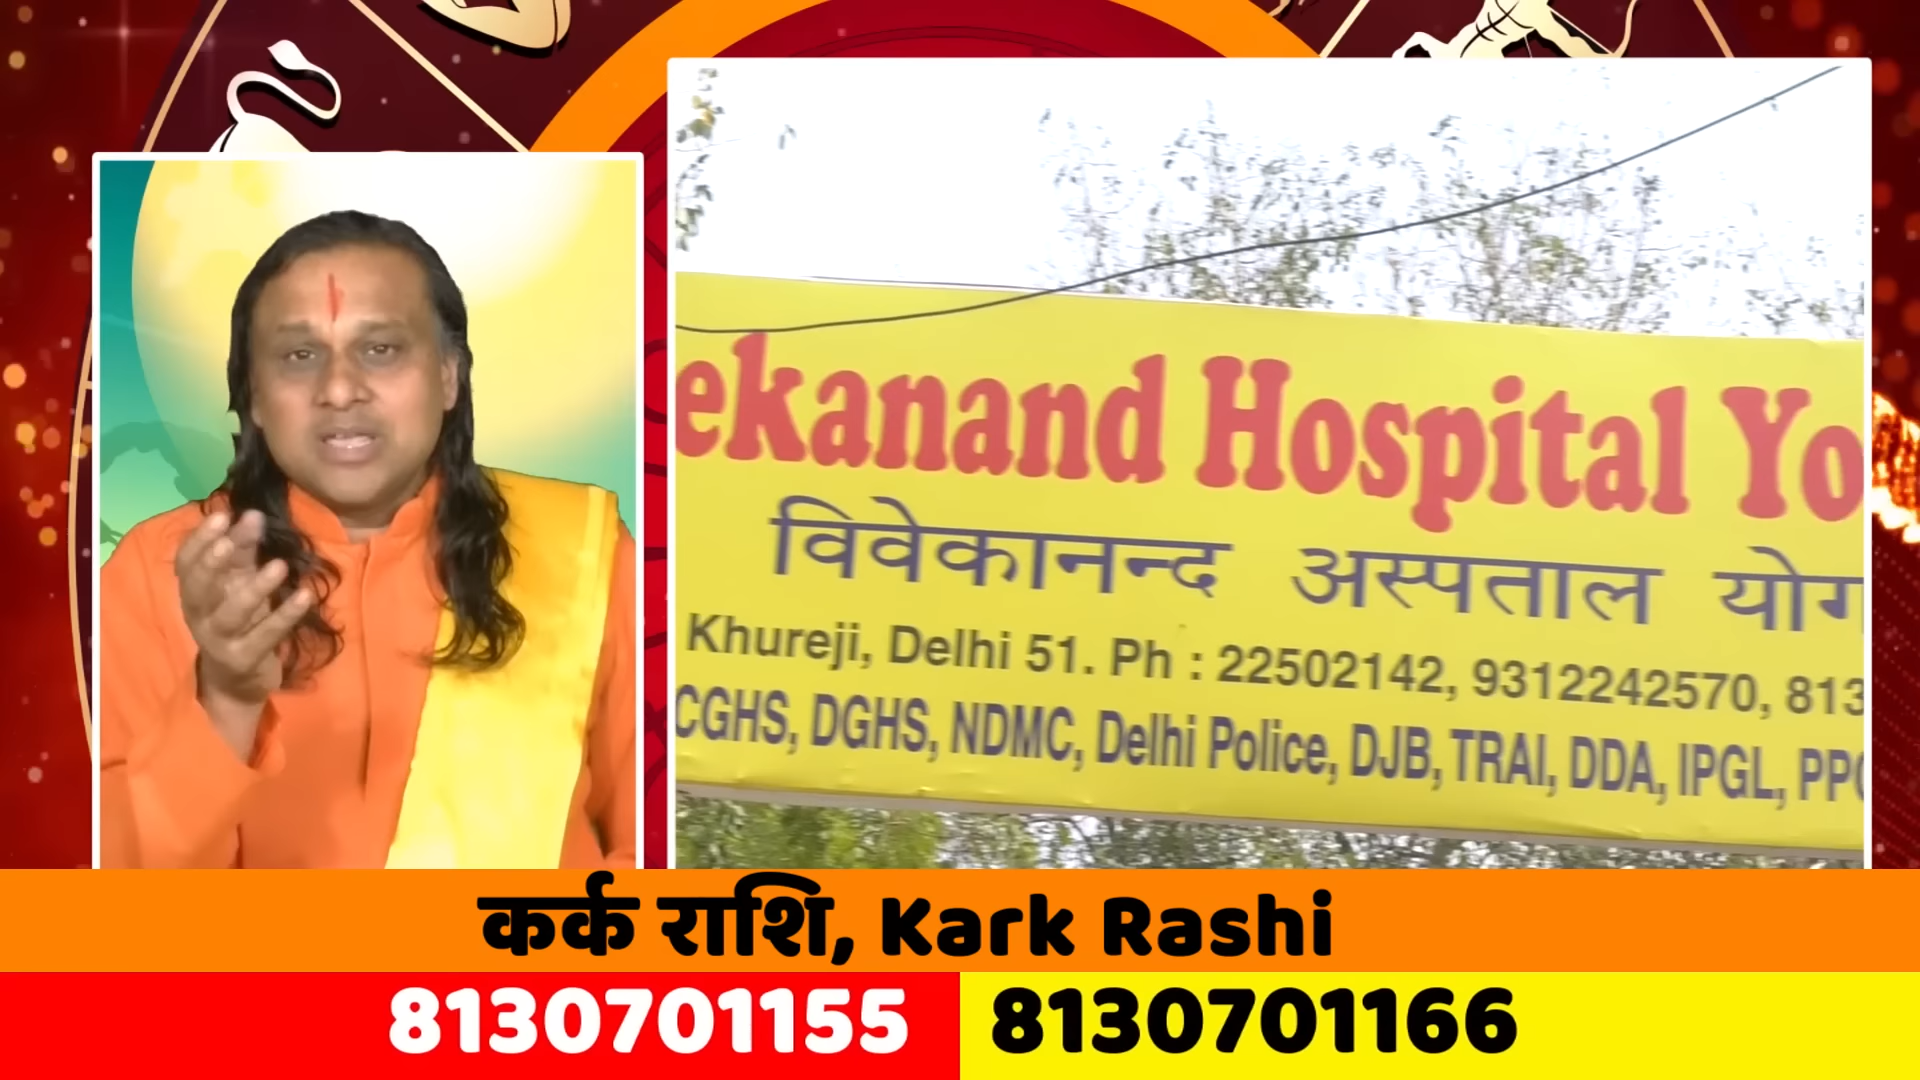 ekanand Hospital Yo
विवेकानन्द अस्पताल योग
Khureji, Delhi 51. Ph : 22502142, 9312242570, 813
CGHS, DGHS, NDMC, Delhi Police, DJB, TRAI, DDA, IPGL, PP
कर्क राशि, Kark Rashi
8130701155 8130701166